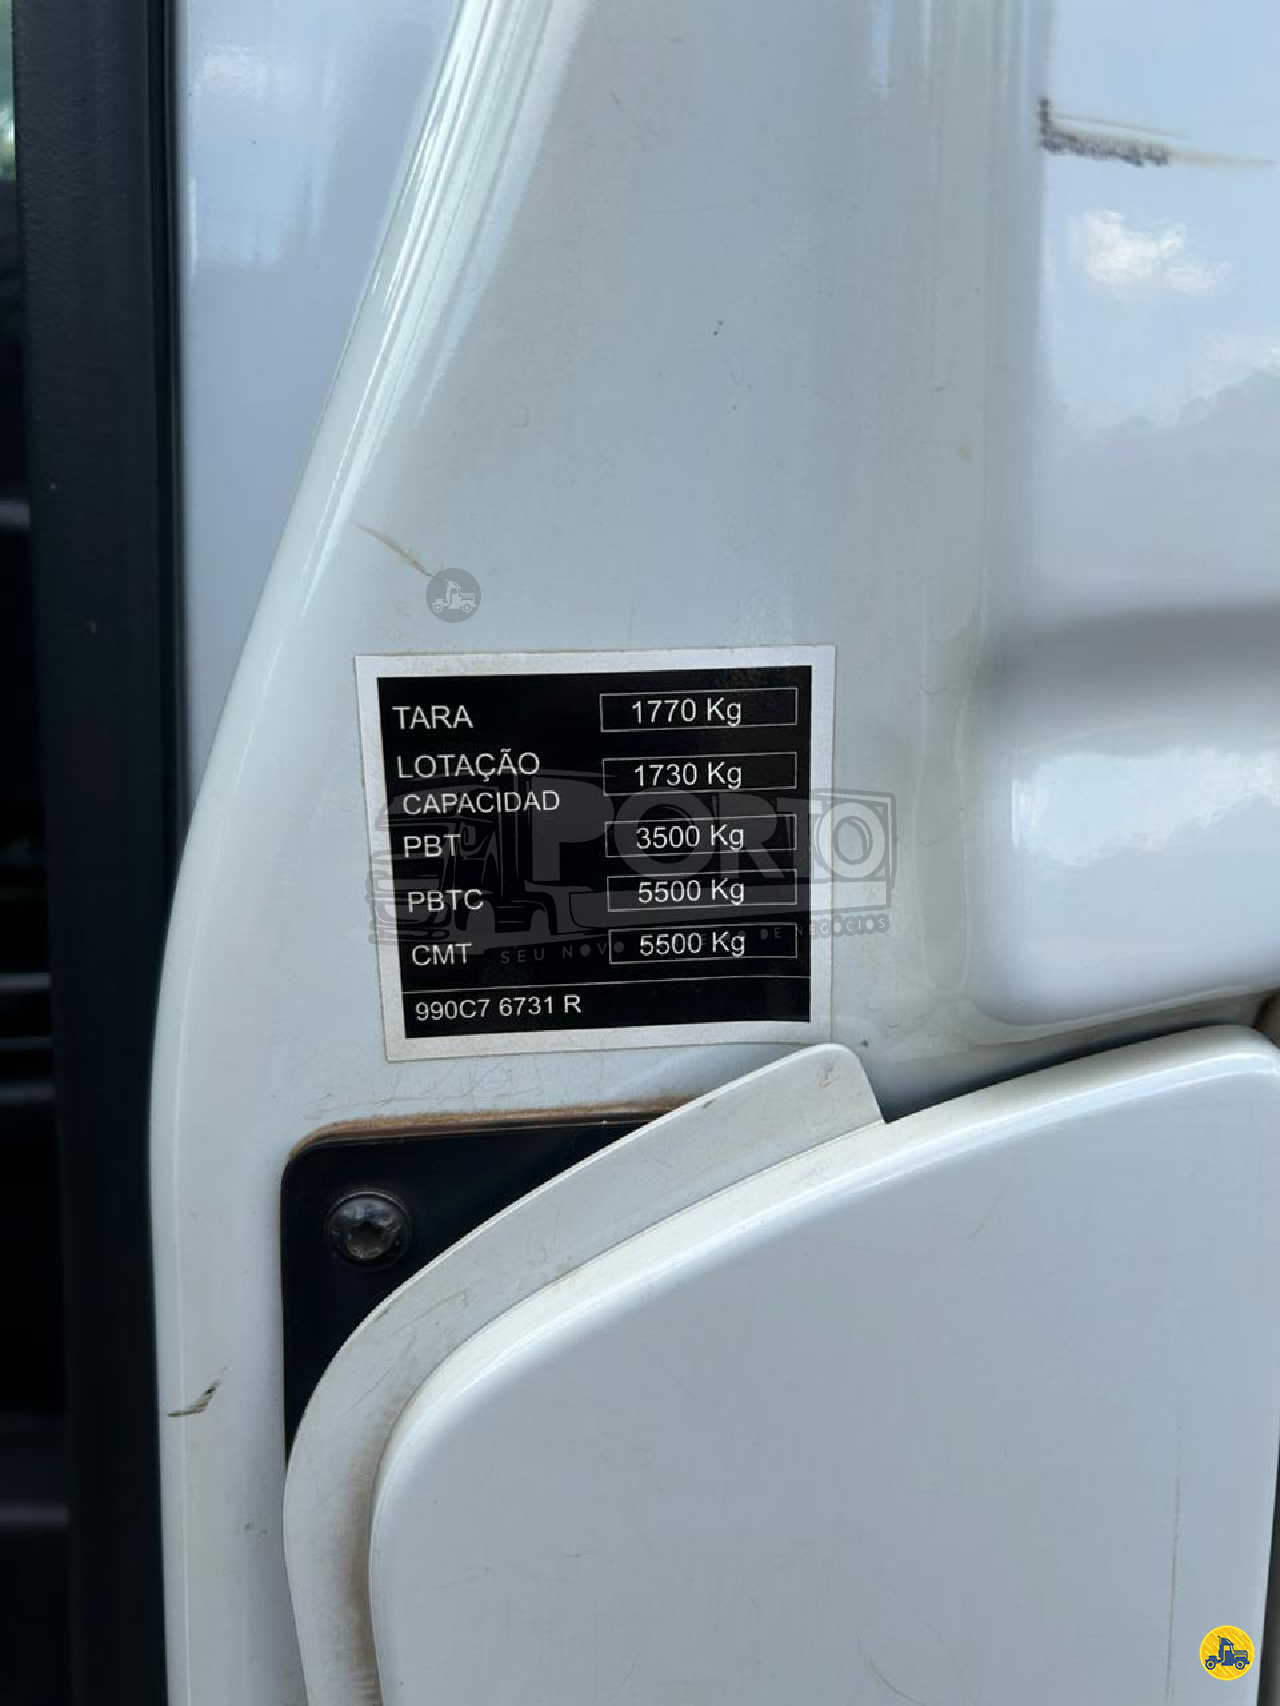 TARA 1770 Kg
LOTAÇÃO 1730 Kg
CAPACIDAD
PBT 3500 Kg
PBTC 5500 Kg
CMT 5500 Kg
990C7 6731 R
PORTO
SEU NOVO DE NEGÓCIOS